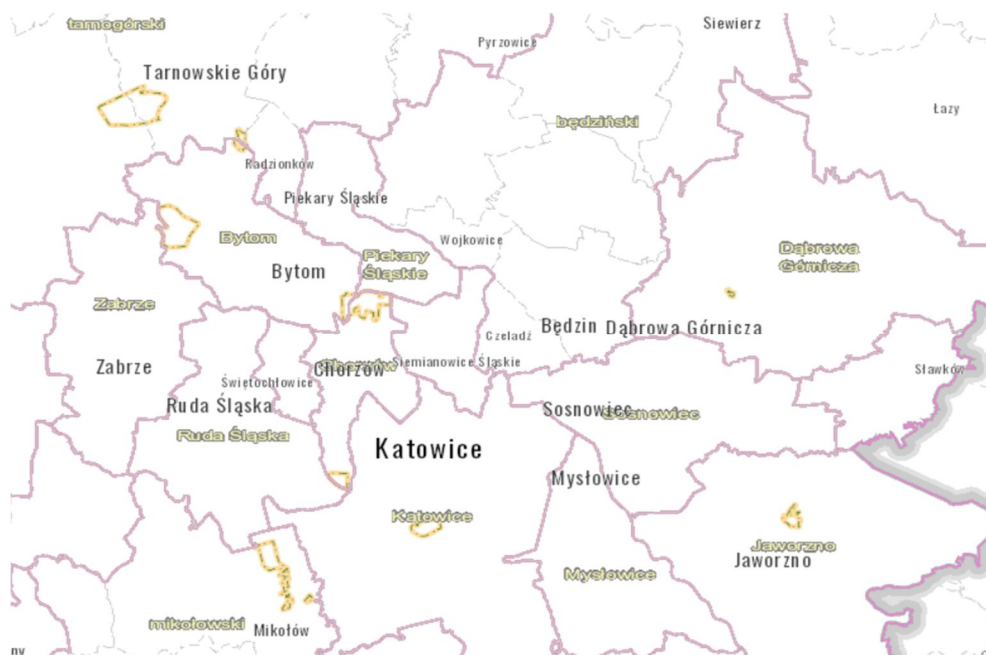 tarnogórski
Siewierz
Pyrzowice
Tarnowskie Góry
Łazy
będziński
Radzionków
Piekary Śląskie
Bytom
Wojkowice
Dąbrowa
Górnicza
Piekary
Śląskie
Bytom
Zabrze
Będzin
Dąbrowa Górnicza
Czeladź
Zabrze
Chorzów
Chorzów
Siemianowice Śląskie
Sławków
Świętochłowice
Ruda Śląska
Sosnowiec
Sosnowiec
Ruda Śląska
Katowice
Mysłowice
Katowice
Jaworzno
Jaworzno
Mysłowice
mikołowski
Mikołów